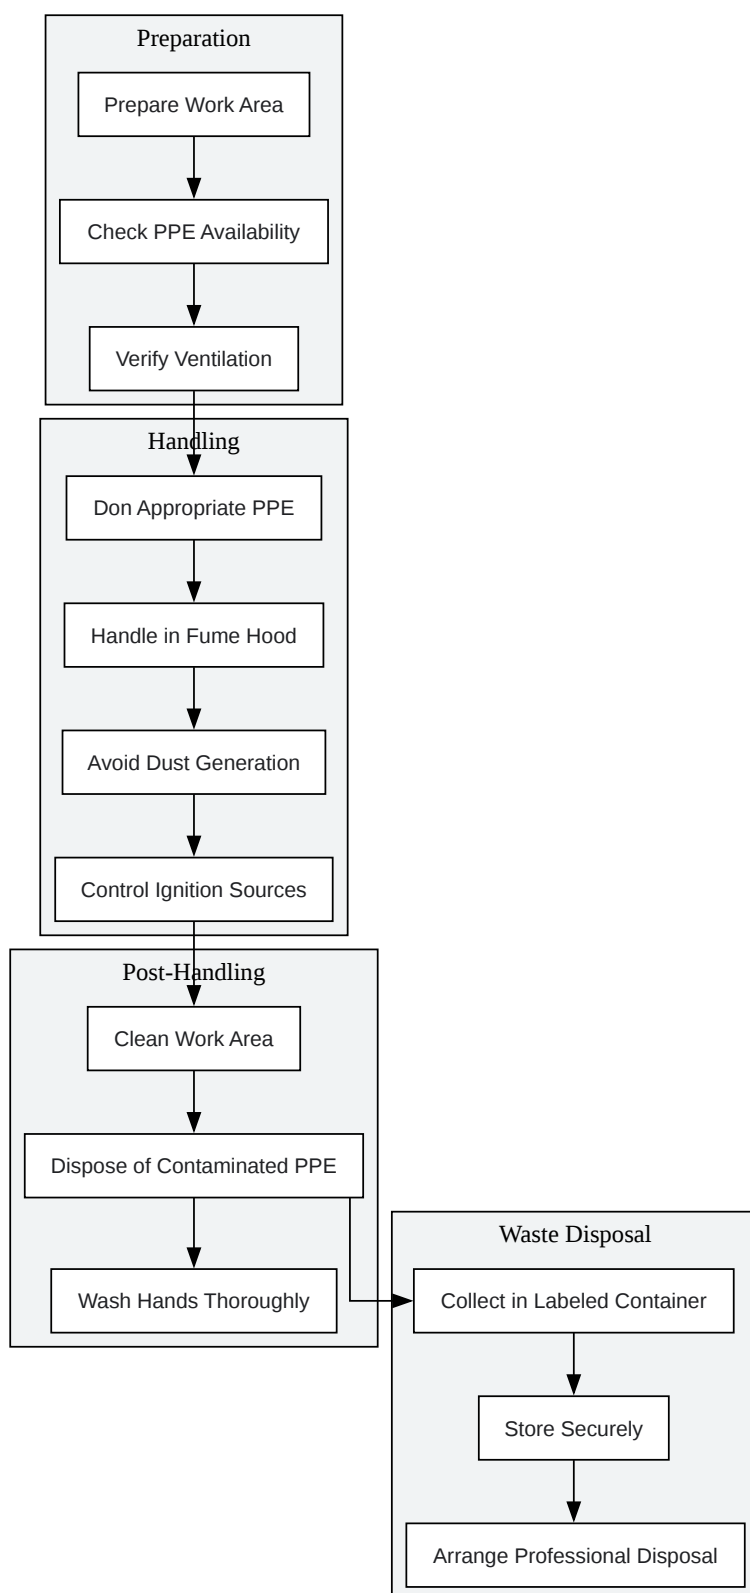 Preparation
Prepare Work Area
Check PPE Availability
Verify Ventilation
Handling
Don Appropriate PPE
Handle in Fume Hood
Avoid Dust Generation
Control Ignition Sources
Post-Handling
Clean Work Area
Dispose of Contaminated PPE
Wash Hands Thoroughly
Waste Disposal
Collect in Labeled Container
Store Securely
Arrange Professional Disposal